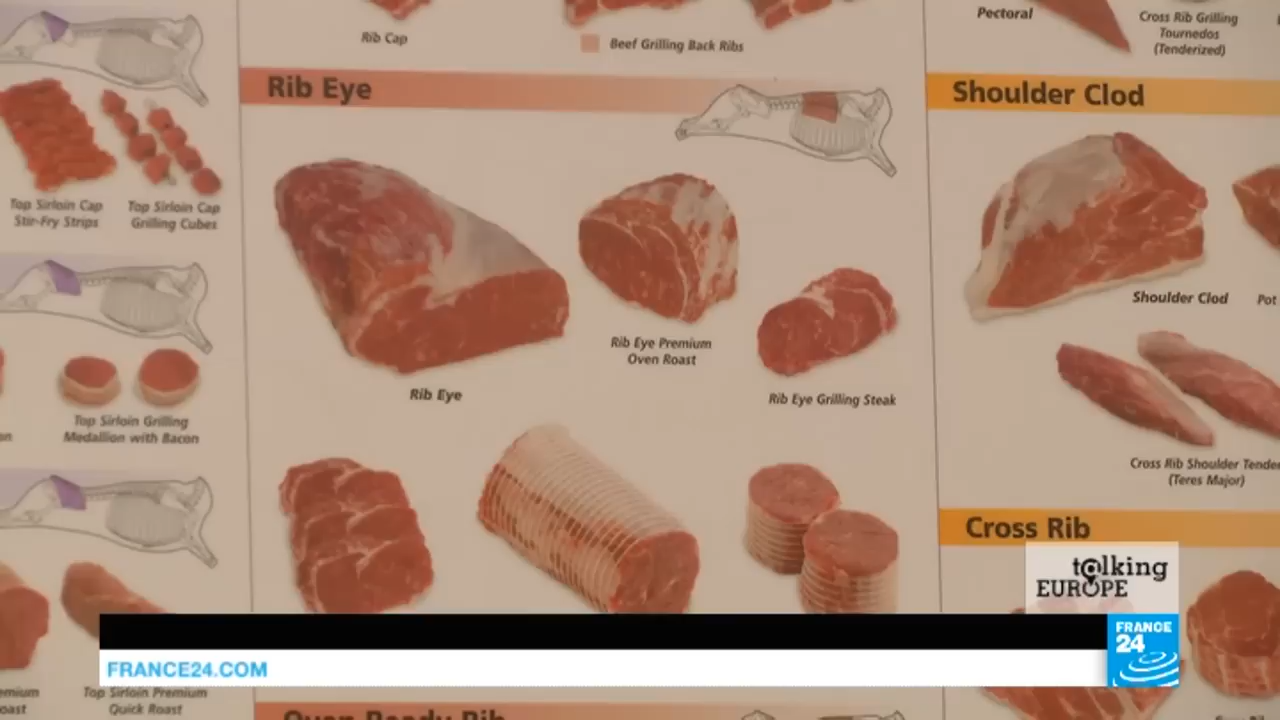 Rib Cap
Beef Grilling Back Ribs
Pectoral
Cross Rib Grilling
Tournedos
(Tenderized)
Rib Eye
Shoulder Clod
Top Sirloin Cap
Stir-Fry Strips
Top Sirloin Cap
Grilling Cubes
Rib Eye
Rib Eye Premium
Oven Roast
Rib Eye Grilling Steak
Shoulder Clod
Pot
Top Sirloin Grilling
Medallion with Bacon
Cross Rib Shoulder Tender
(Teres Major)
Cross Rib
talking
EUROPE
FRANCE
24
FRANCE24.COM
Top Sirloin Premium
Quick Roast
Oven Ready Rib